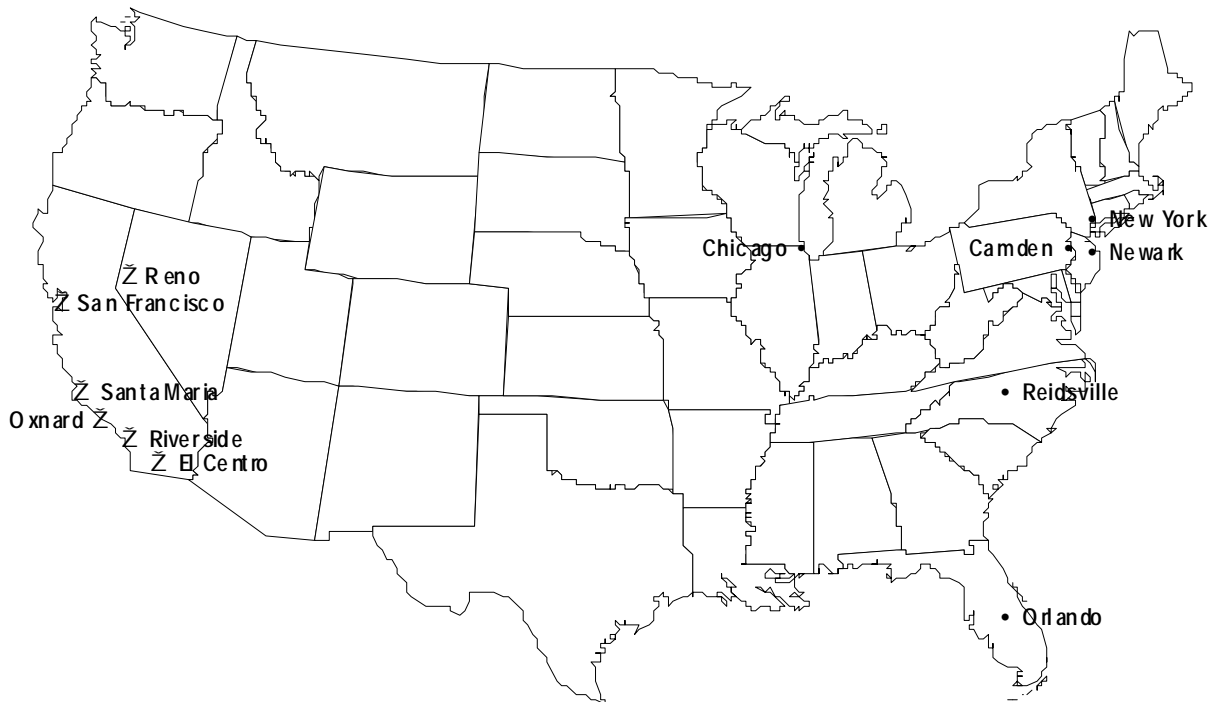 New York
Chicago
Camden
Newark
Ž Reno
Ž San Francisco
Ž Santa Maria
Reidsville
Oxnard Ž
Ž Riverside
Ž El Centro
Orlando